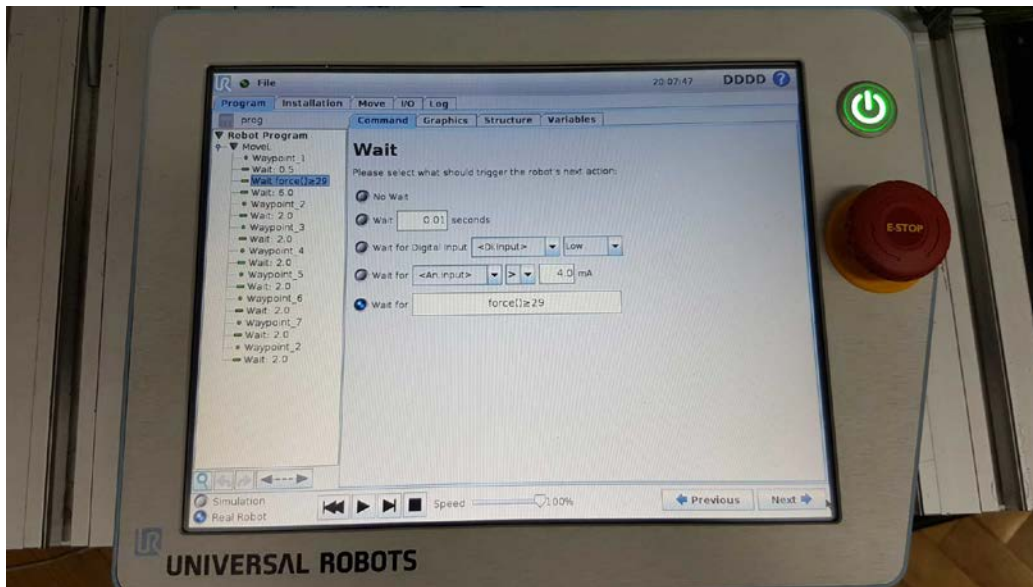 File
20:07:47
DDDD ?
Program Installation Move I/O Log
prog
Command Graphics Structure Variables
Robot Program
MoveL
Waypoint_1
Wait: 0.5
Wait force()≥29
Wait: 6.0
Waypoint_2
Wait: 2.0
Waypoint_3
Wait: 2.0
Waypoint_4
Wait: 2.0
Waypoint_5
Wait: 2.0
Waypoint_6
Wait: 2.0
Waypoint_7
Wait: 2.0
Waypoint_2
Wait: 2.0
Wait
Please select what should trigger the robot's next action:
No Wait
Wait 0.01 seconds
Wait for Digital Input <Di.Input> Low
Wait for <An.Input> > 4.0 mA
Wait for force()≥29
Simulation
Real Robot
Speed 100%
Previous Next
E-STOP
UR
UNIVERSAL ROBOTS